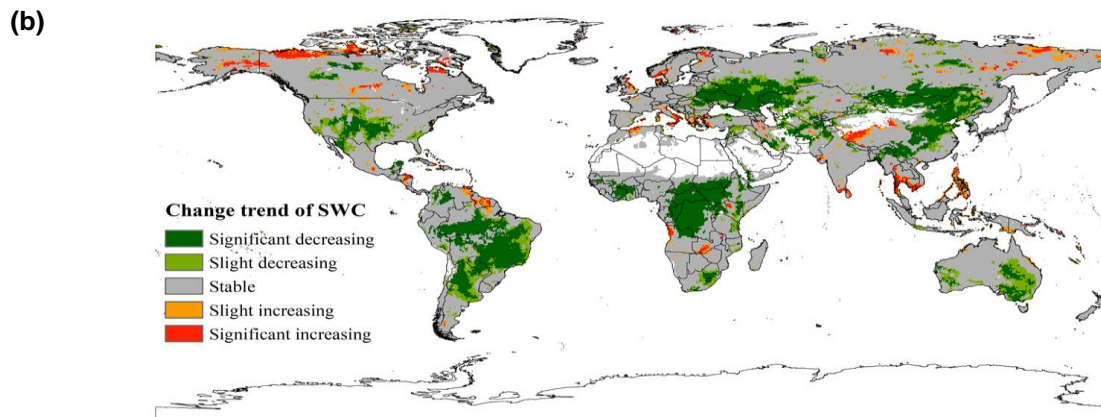 (b)
Change trend of SWC
Significant decreasing
Slight decreasing
Stable
Slight increasing
Significant increasing